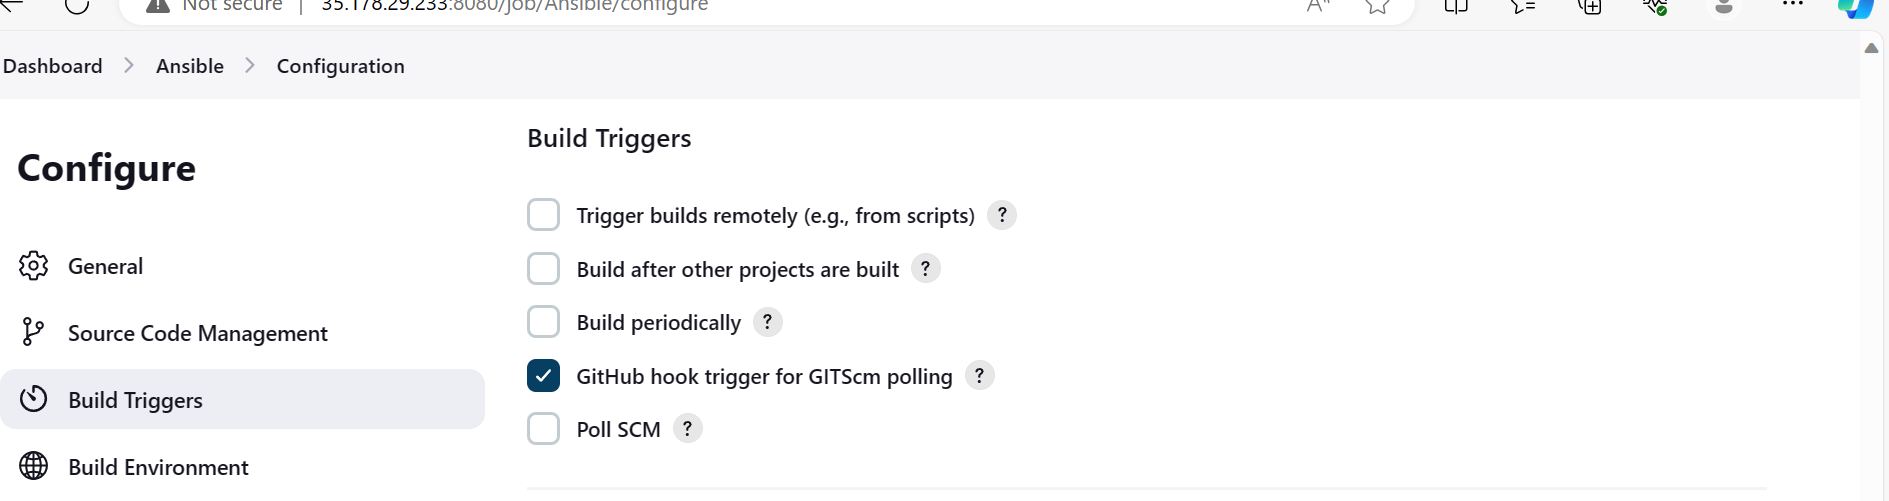 Not secure | 35.178.29.233:8080/job/Ansible/configure
Dashboard > Ansible > Configuration
Configure
General
Source Code Management
Build Triggers
Build Environment
Build Triggers
Trigger builds remotely (e.g., from scripts) ?
Build after other projects are built ?
Build periodically ?
GitHub hook trigger for GITScm polling ?
Poll SCM ?